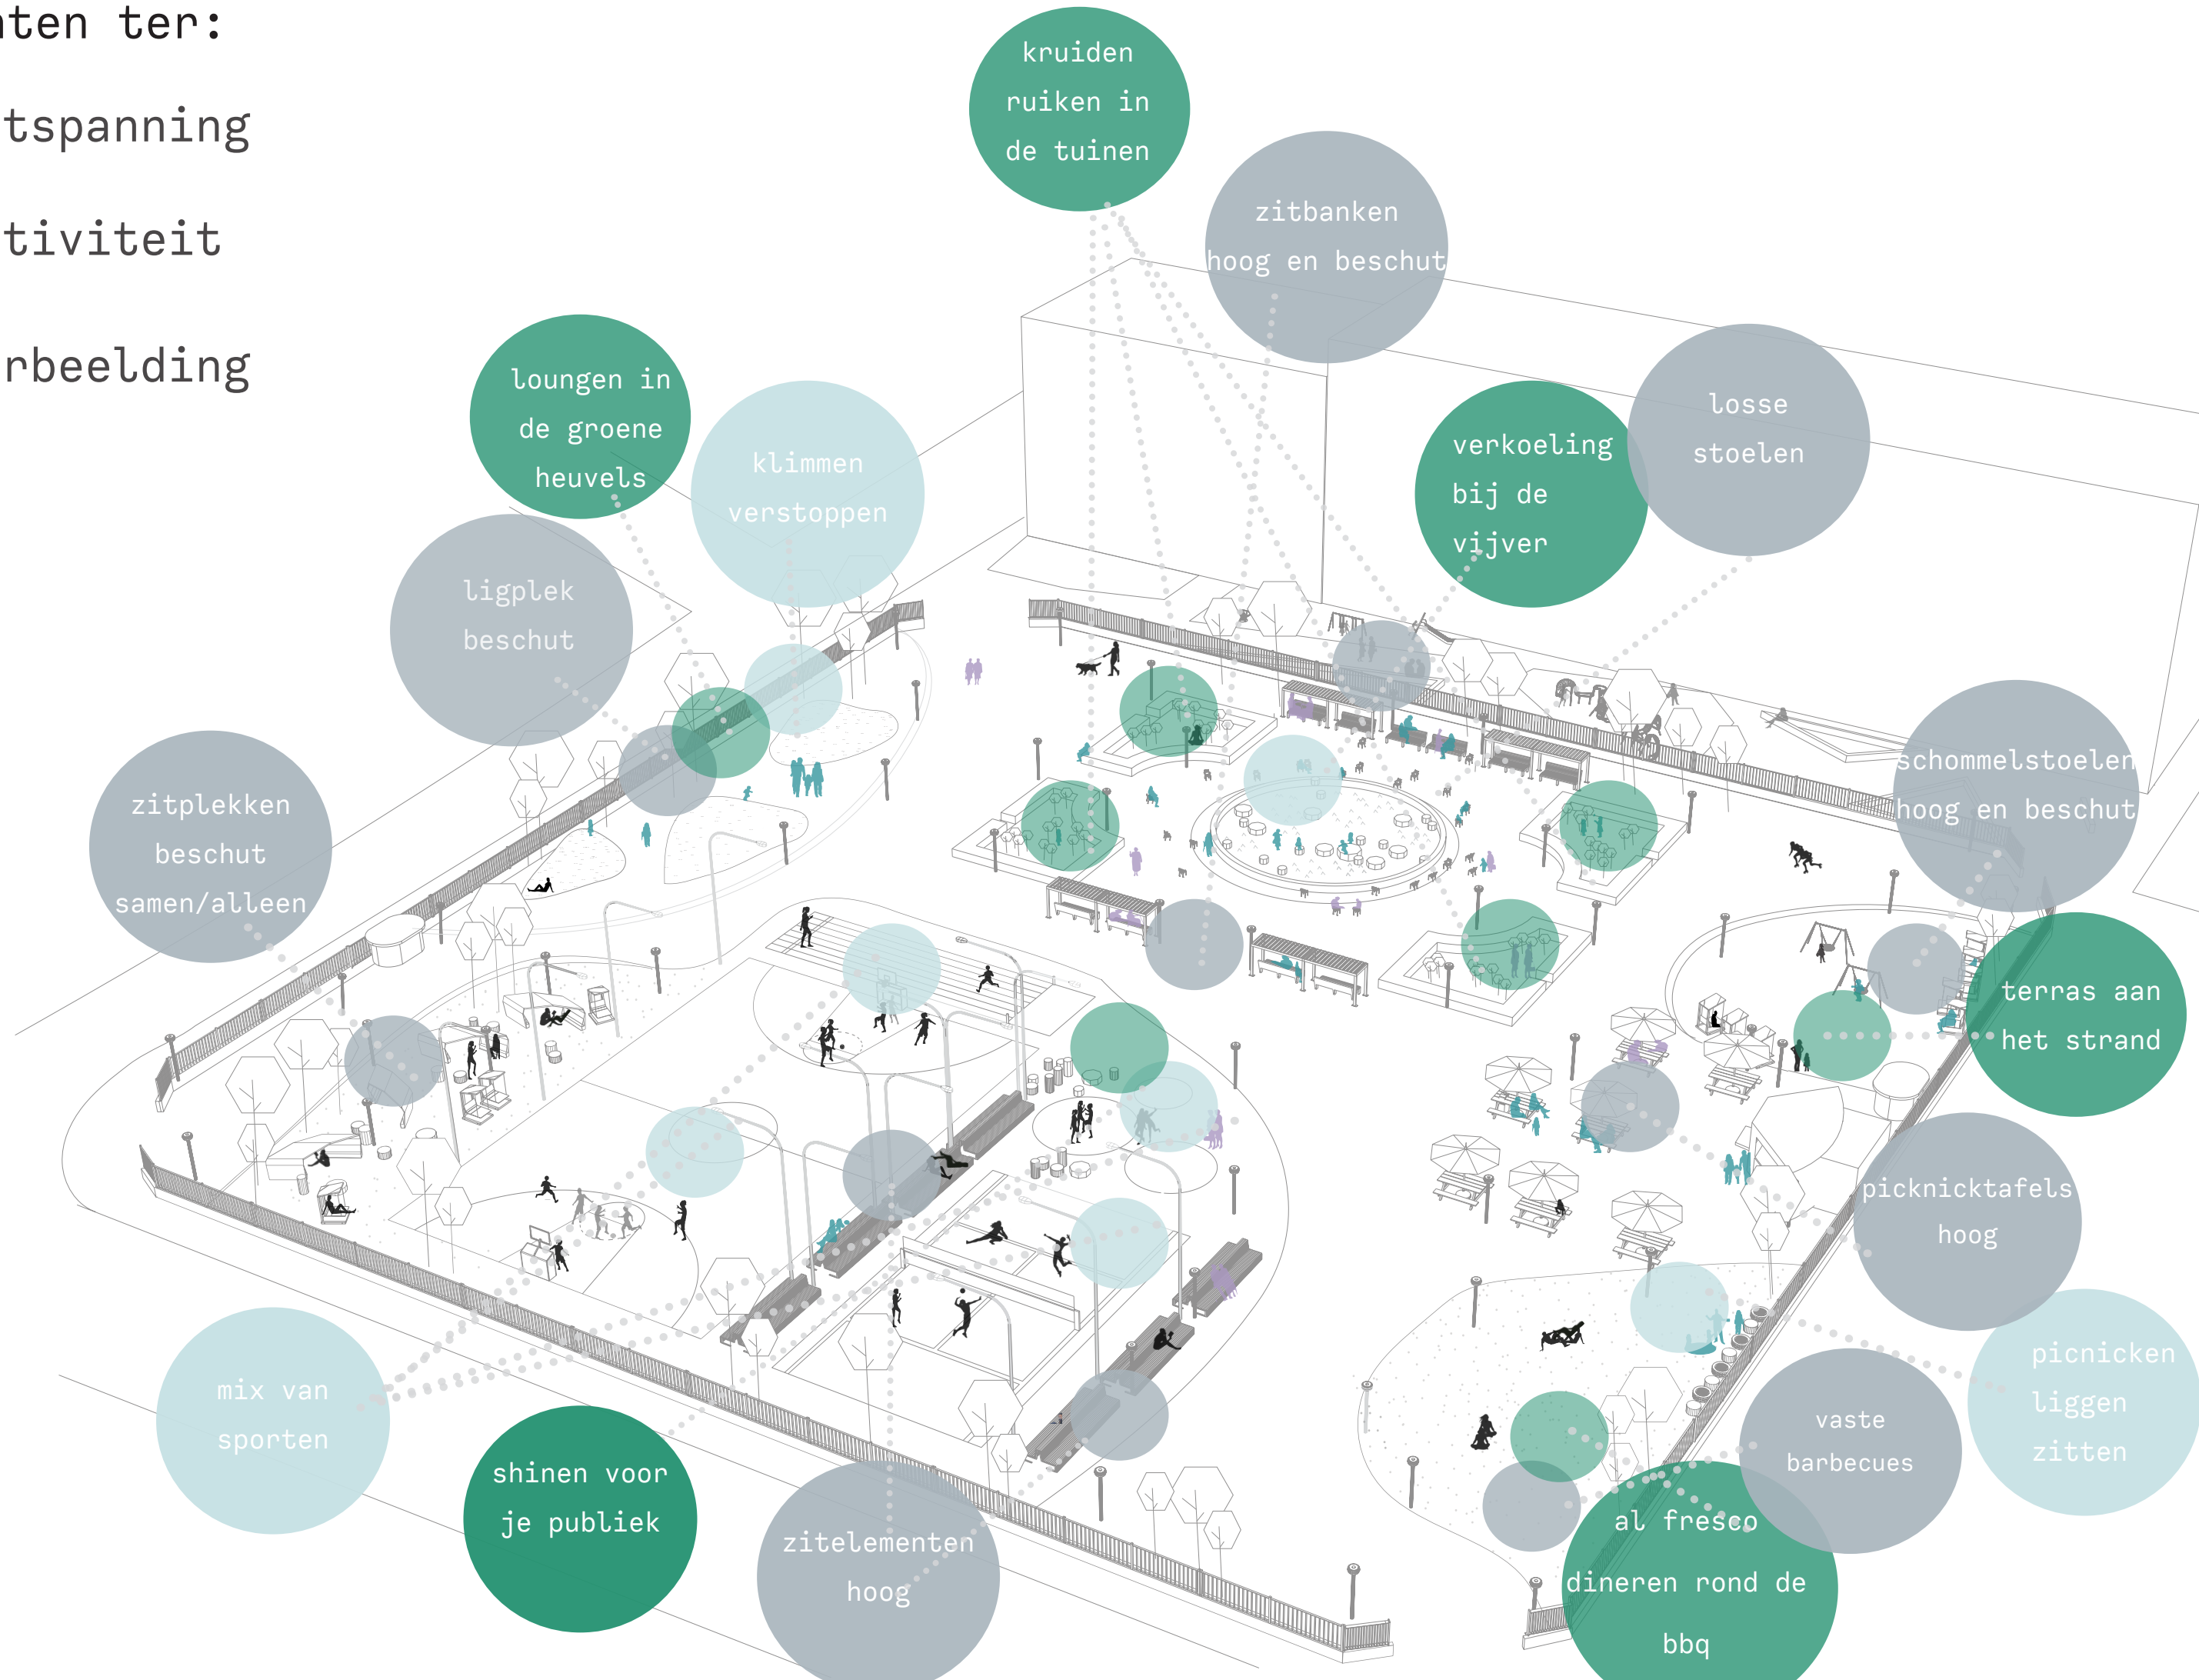 ten ter:
tspanning
tiviteit
rbeelding
kruiden
ruiken in
de tuinen
zitbanken
hoog en beschut
loungen in
de groene
heuvels
klimmen
verstoppen
verkoeling
bij de
vijver
losse
stoelen
ligplek
beschut
zitplekken
beschut
samen/alleen
schommelstoelen
hoog en beschut
terras aan
het strand
picknicktafels
hoog
picnicken
liggen
zitten
mix van
sporten
shinen voor
je publiek
zitelementen
hoog
vaste
barbecues
al fresco
dineren rond de
bbq